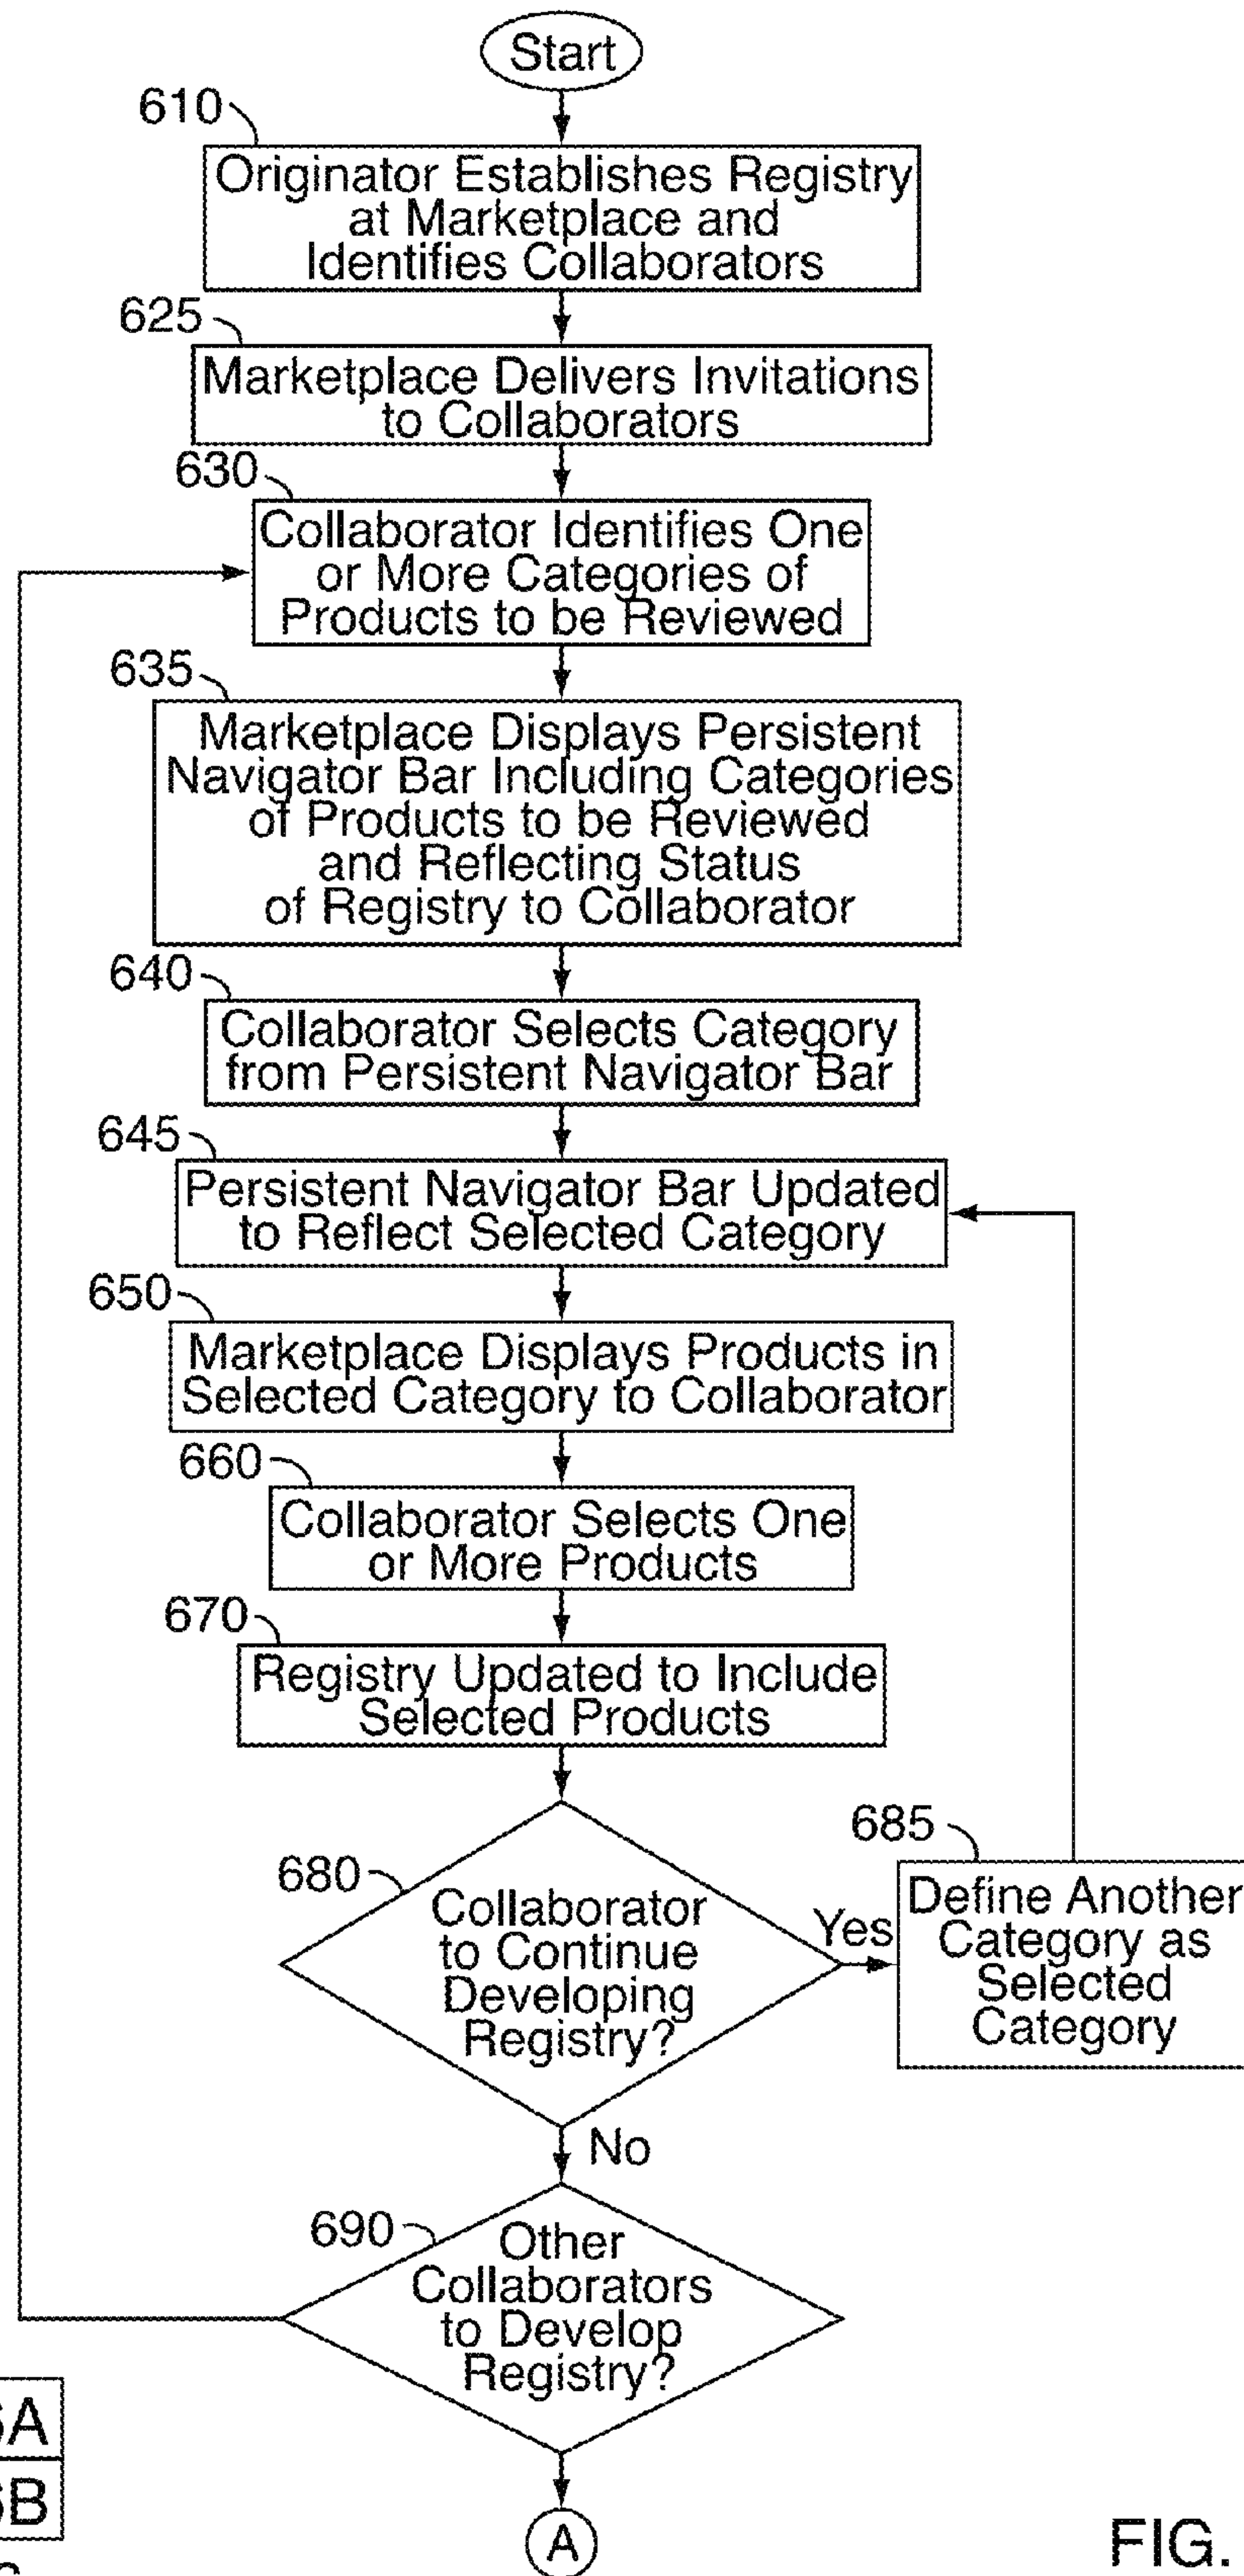 Start
610
Originator Establishes Registry
at Marketplace and
Identifies Collaborators
625
Marketplace Delivers Invitations
to Collaborators
630
Collaborator Identifies One
or More Categories of
Products to be Reviewed
635
Marketplace Displays Persistent
Navigator Bar Including Categories
of Products to be Reviewed
and Reflecting Status
of Registry to Collaborator
640
Collaborator Selects Category
from Persistent Navigator Bar
645
Persistent Navigator Bar Updated
to Reflect Selected Category
650
Marketplace Displays Products in
Selected Category to Collaborator
660
Collaborator Selects One
or More Products
670
Registry Updated to Include
Selected Products
680
Collaborator
to Continue
Developing
Registry?
Yes
685
Define Another
Category as
Selected
Category
No
690
Other
Collaborators
to Develop
Registry?
6A
6B
A
FIG.